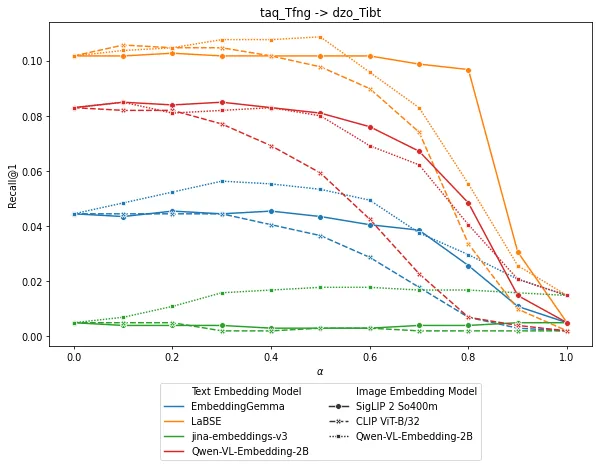 taq_Tfng -> dzo_Tibt
Recall@1
0.10
0.08
0.06
0.04
0.02
0.00
0.0 0.2 0.4 0.6 0.8 1.0
α
Text Embedding Model Image Embedding Model
EmbeddingGemma SigLIP 2 So400m
LaBSE CLIP ViT-B/32
jina-embeddings-v3 Qwen-VL-Embedding-2B
Qwen-VL-Embedding-2B